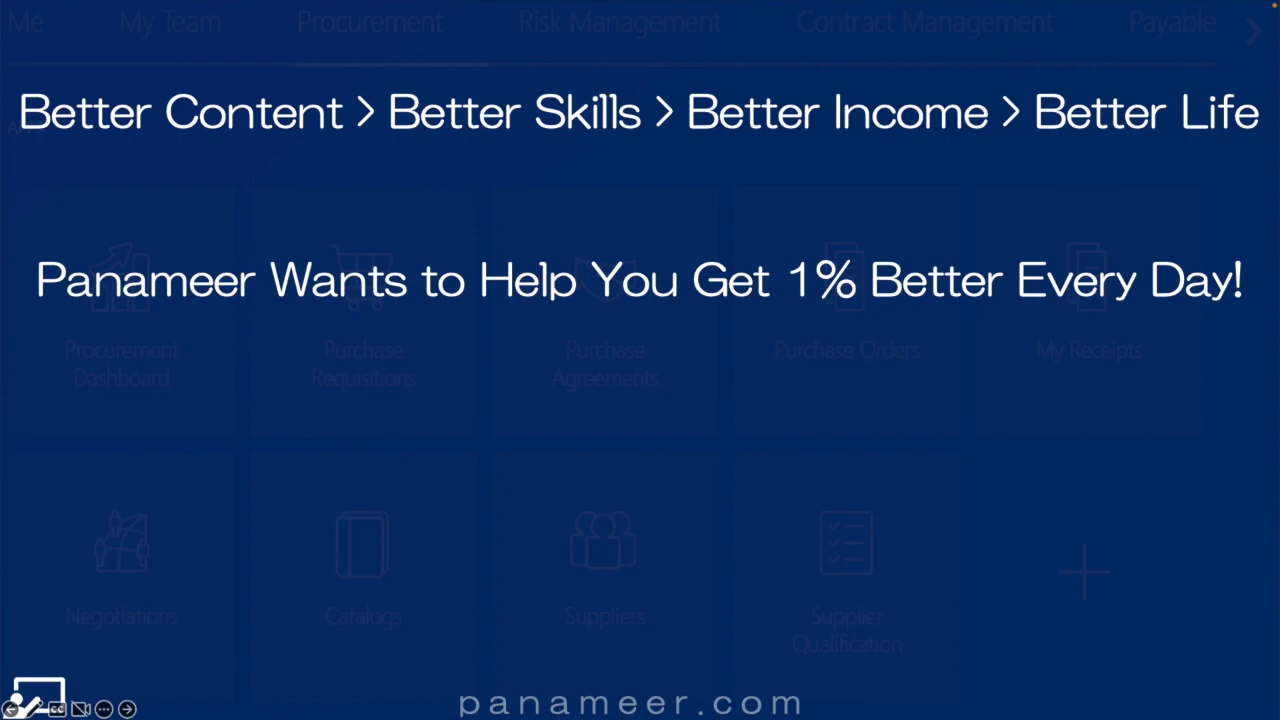 Me My Team Procurement Risk Management Contract Management Payable
Better Content > Better Skills > Better Income > Better Life
Panameer Wants to Help You Get 1% Better Every Day!
Procurement Dashboard
Purchase Requisitions
Purchase Agreements
Purchase Orders
My Receipts
Negotiations
Catalogs
Suppliers
Supplier Qualification
CC
panameer.com